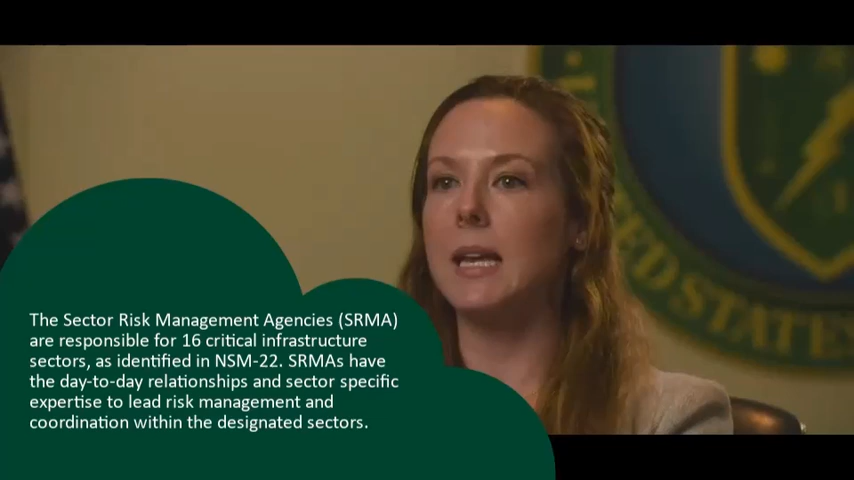 The Sector Risk Management Agencies (SRMA)
are responsible for 16 critical infrastructure
sectors, as identified in NSM-22. SRMAs have
the day-to-day relationships and sector specific
expertise to lead risk management and
coordination within the designated sectors.
STATES